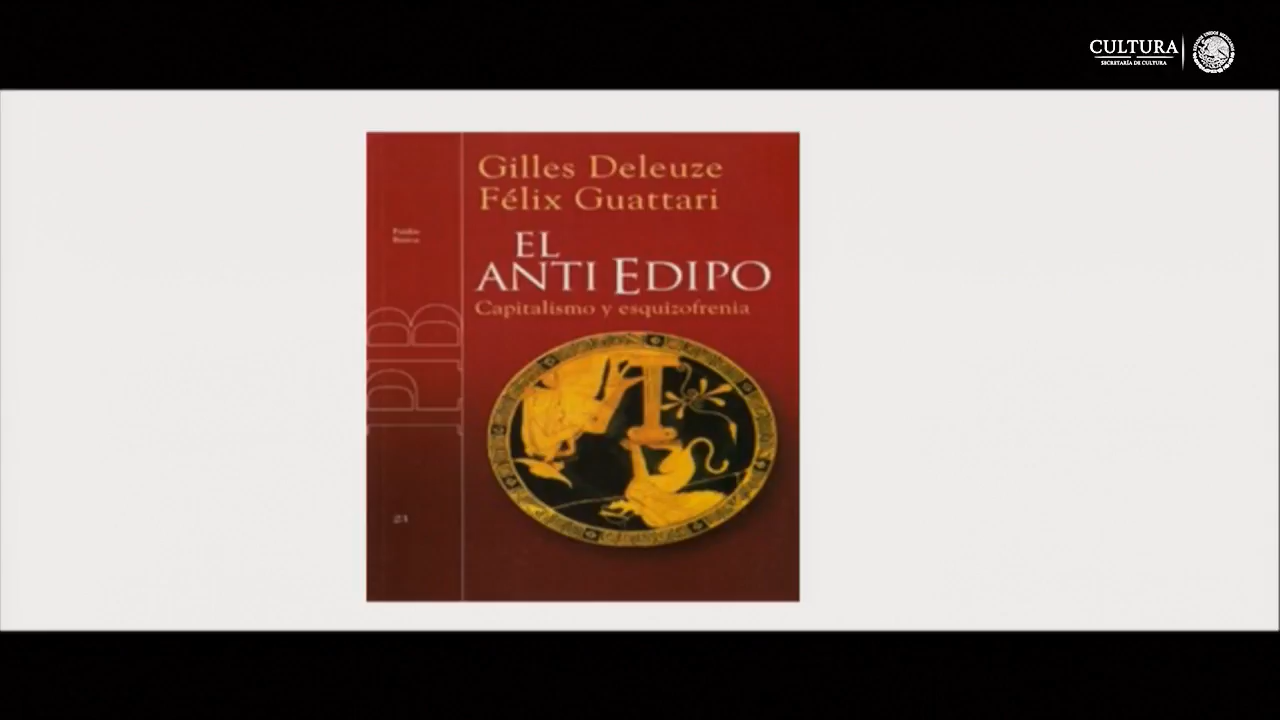 CULTURA
SECRETARÍA DE CULTURA
Gilles Deleuze
Félix Guattari
EL
ANTI EDIPO
Capitalismo y esquizofrenia
PB